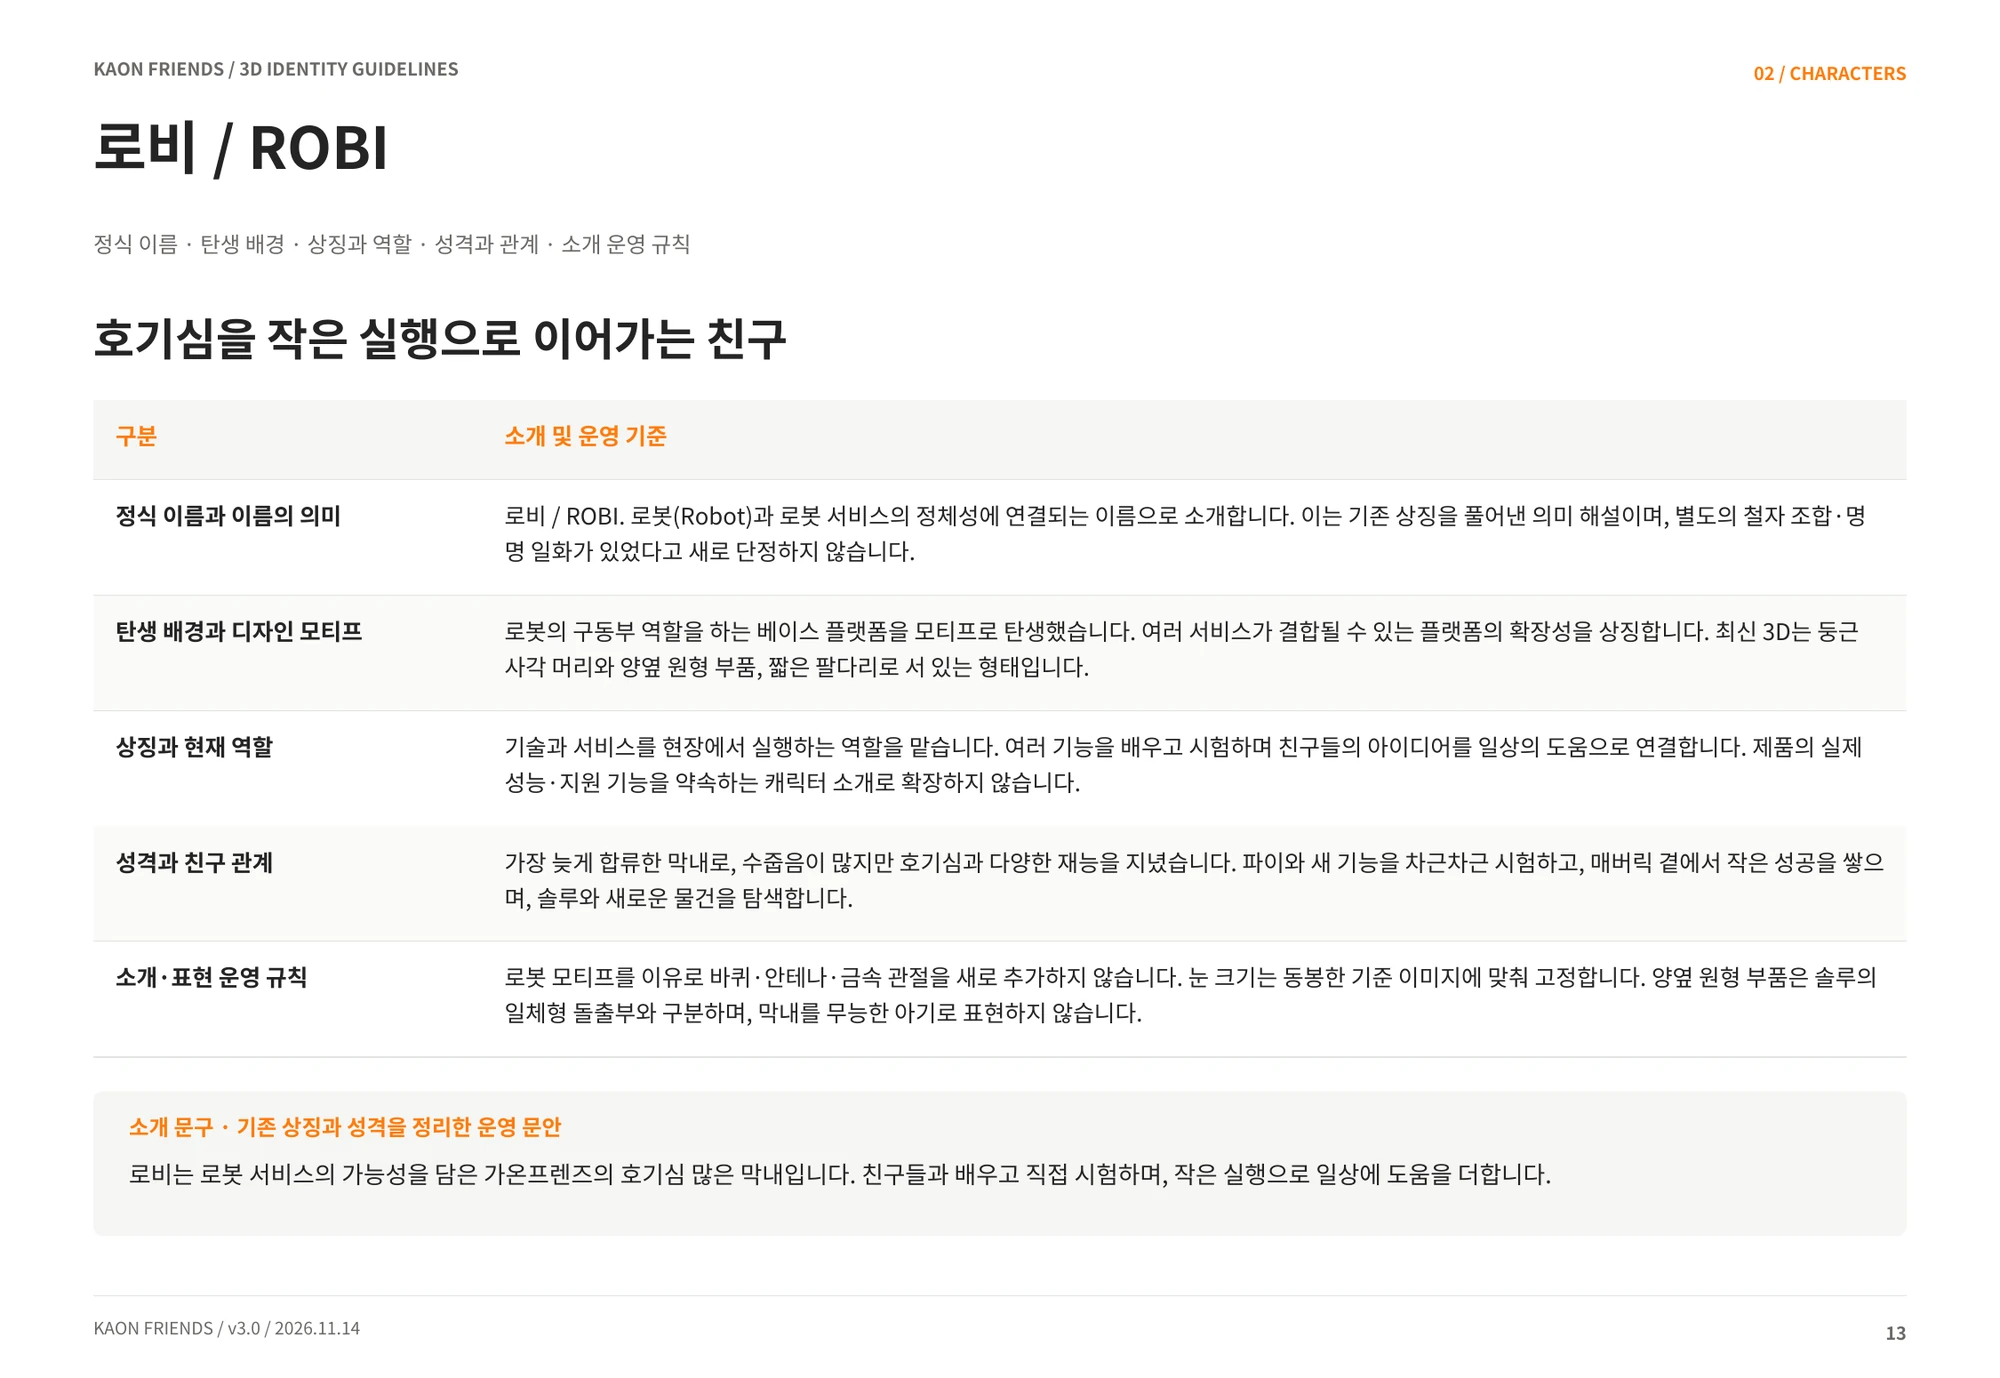 KAON FRIENDS / 3D IDENTITY GUIDELINES
02 / CHARACTERS
로비 / ROBI
정식 이름 · 탄생 배경 · 상징과 역할 · 성격과 관계 · 소개 운영 규칙
호기심을 작은 실행으로 이어가는 친구
구분
소개 및 운영 기준
정식 이름과 이름의 의미
로비 / ROBI. 로봇(Robot)과 로봇 서비스의 정체성에 연결되는 이름으로 소개합니다. 이는 기존 상징을 풀어낸 의미 해설이며, 별도의 철자 조합·명
명 일화가 있었다고 새로 단정하지 않습니다.
탄생 배경과 디자인 모티프
로봇의 구동부 역할을 하는 베이스 플랫폼을 모티프로 탄생했습니다. 여러 서비스가 결합될 수 있는 플랫폼의 확장성을 상징합니다. 최신 3D는 둥근
사각 머리와 양옆 원형 부품, 짧은 팔다리로 서 있는 형태입니다.
상징과 현재 역할
기술과 서비스를 현장에서 실행하는 역할을 맡습니다. 여러 기능을 배우고 시험하며 친구들의 아이디어를 일상의 도움으로 연결합니다. 제품의 실제
성능·지원 기능을 약속하는 캐릭터 소개로 확장하지 않습니다.
성격과 친구 관계
가장 늦게 합류한 막내로, 수줍음이 많지만 호기심과 다양한 재능을 지녔습니다. 파이와 새 기능을 차근차근 시험하고, 매버릭 곁에서 작은 성공을 쌓으
며, 솔루와 새로운 물건을 탐색합니다.
소개·표현 운영 규칙
로봇 모티프를 이유로 바퀴·안테나·금속 관절을 새로 추가하지 않습니다. 눈 크기는 동봉한 기준 이미지에 맞춰 고정합니다. 양옆 원형 부품은 솔루의
일체형 돌출부와 구분하며, 막내를 무능한 아기로 표현하지 않습니다.
소개 문구 · 기존 상징과 성격을 정리한 운영 문안
로비는 로봇 서비스의 가능성을 담은 가온프렌즈의 호기심 많은 막내입니다. 친구들과 배우고 직접 시험하며, 작은 실행으로 일상에 도움을 더합니다.
KAON FRIENDS / v3.0 / 2026.11.14
13